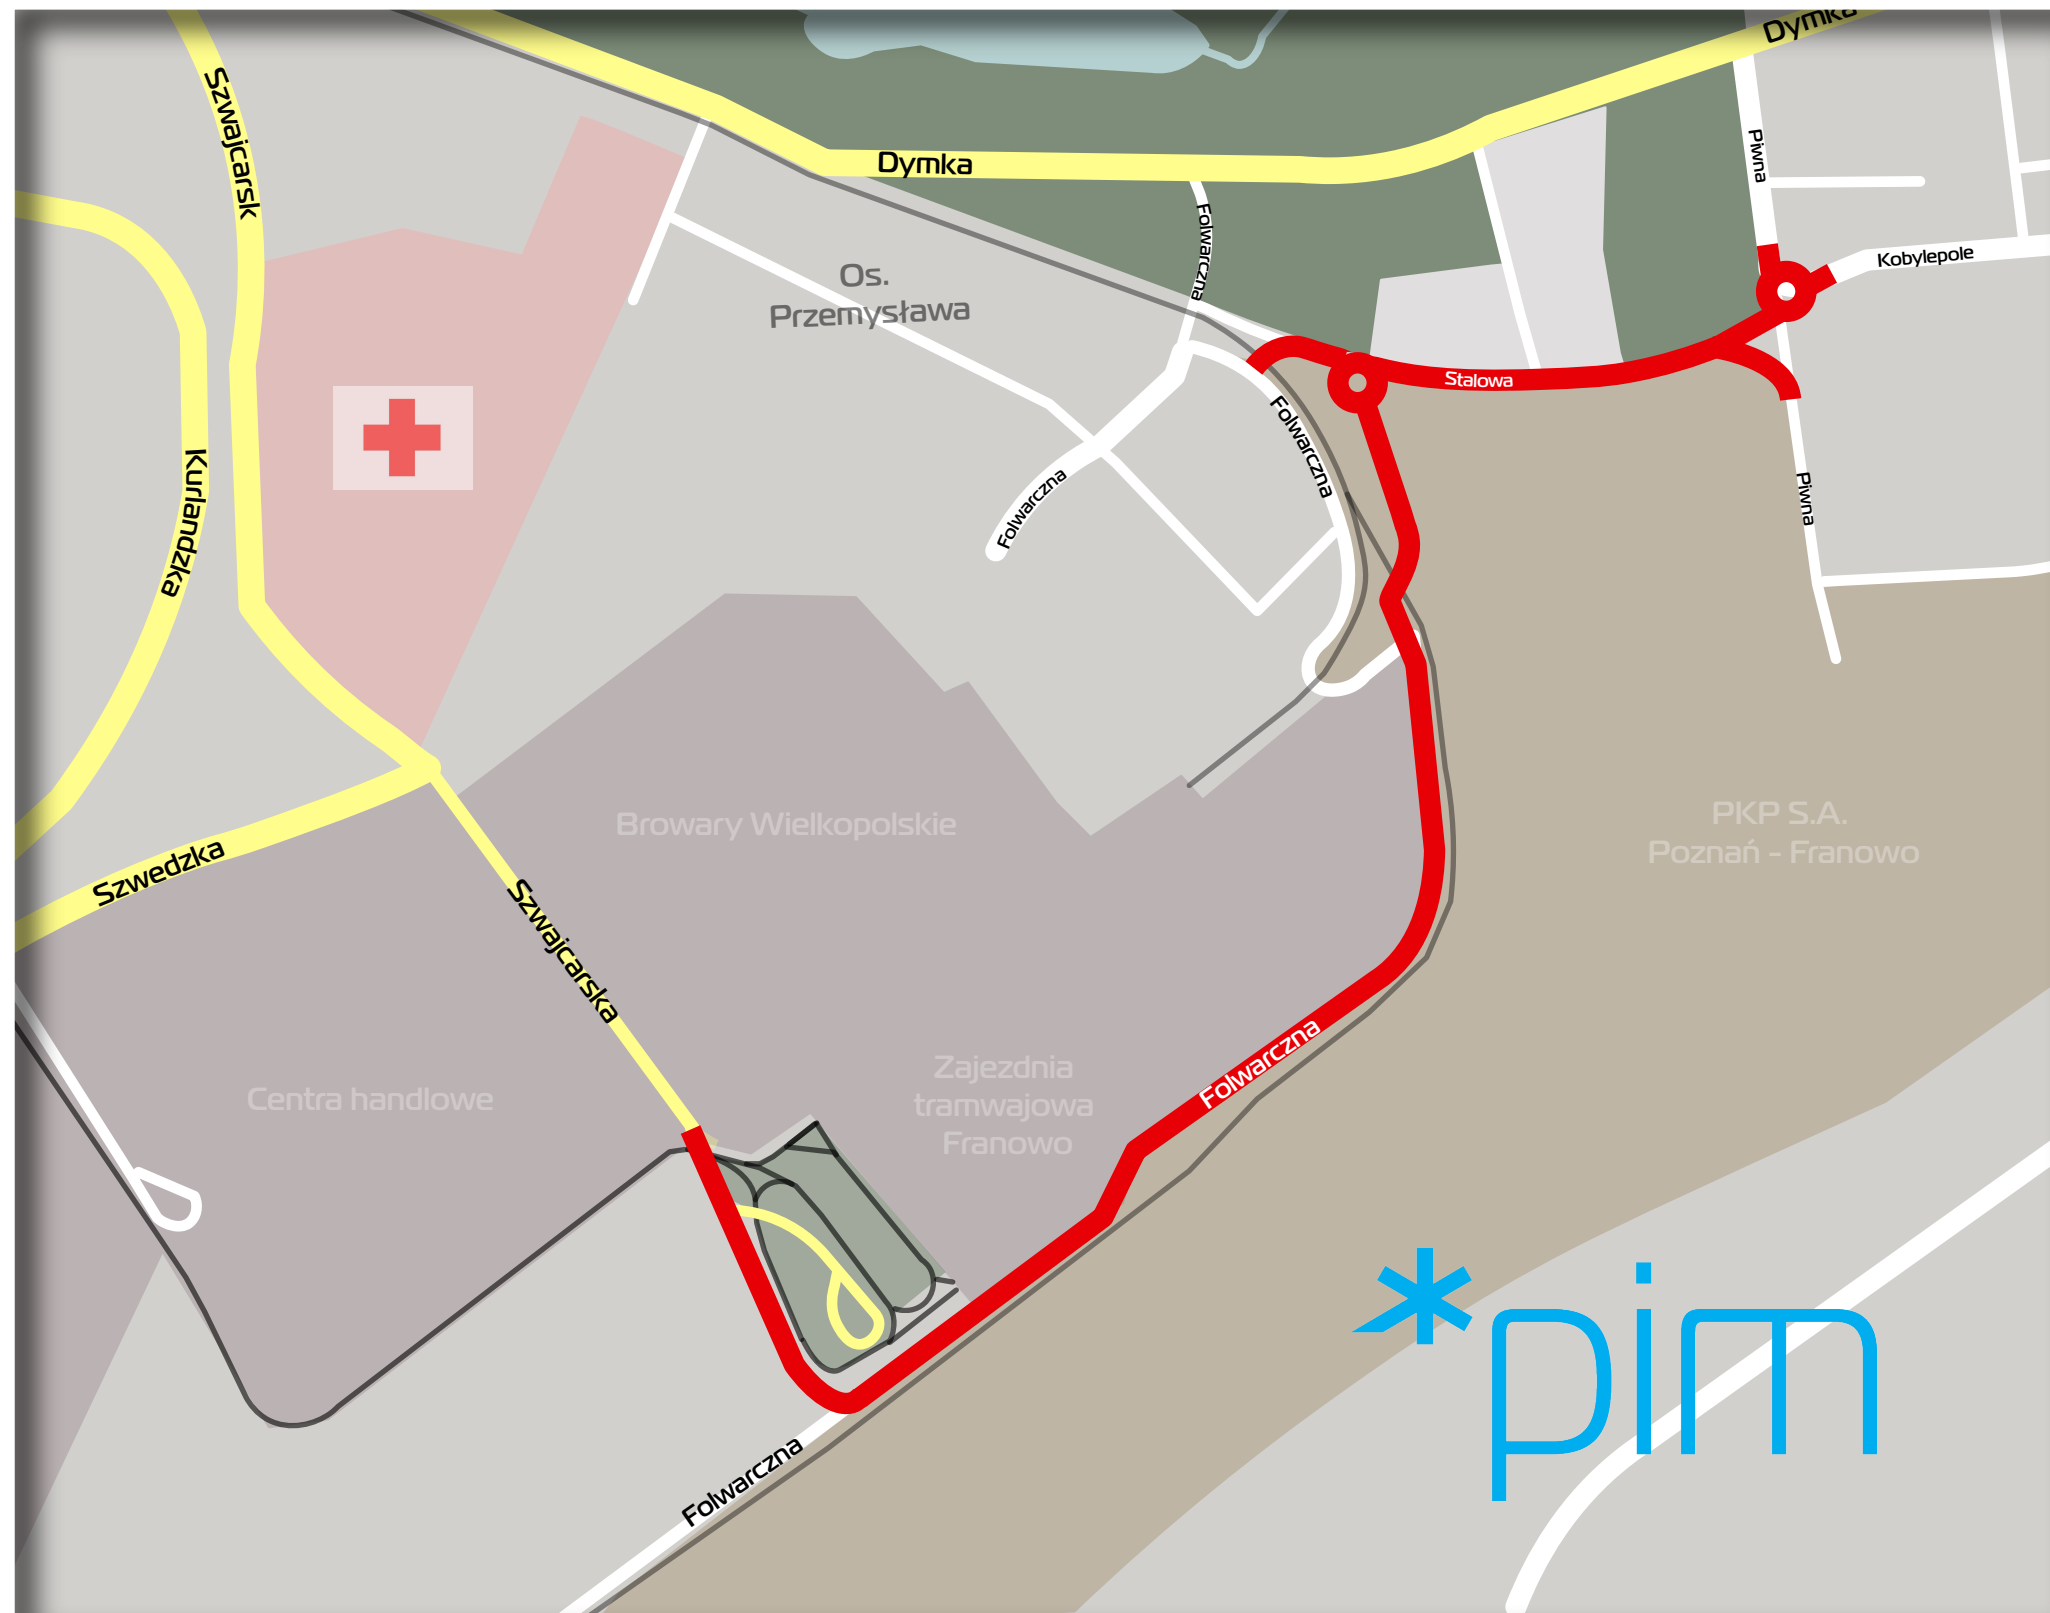 Dymka
Szwajcarsk
Piwna
Dymka
Folwarczna
Kobylepole
Os.
Przemysława
Stalowa
Folwarczna
Kurlandzka
Folwarczna
Piwna
Browary Wielkopolskie
PKP S.A.
Poznań - Franowo
Szwedzka
Szwajcarska
Zajezdnia
tramwajowa
Franowo
Centra handlowe
Folwarczna
Folwarczna
*pim